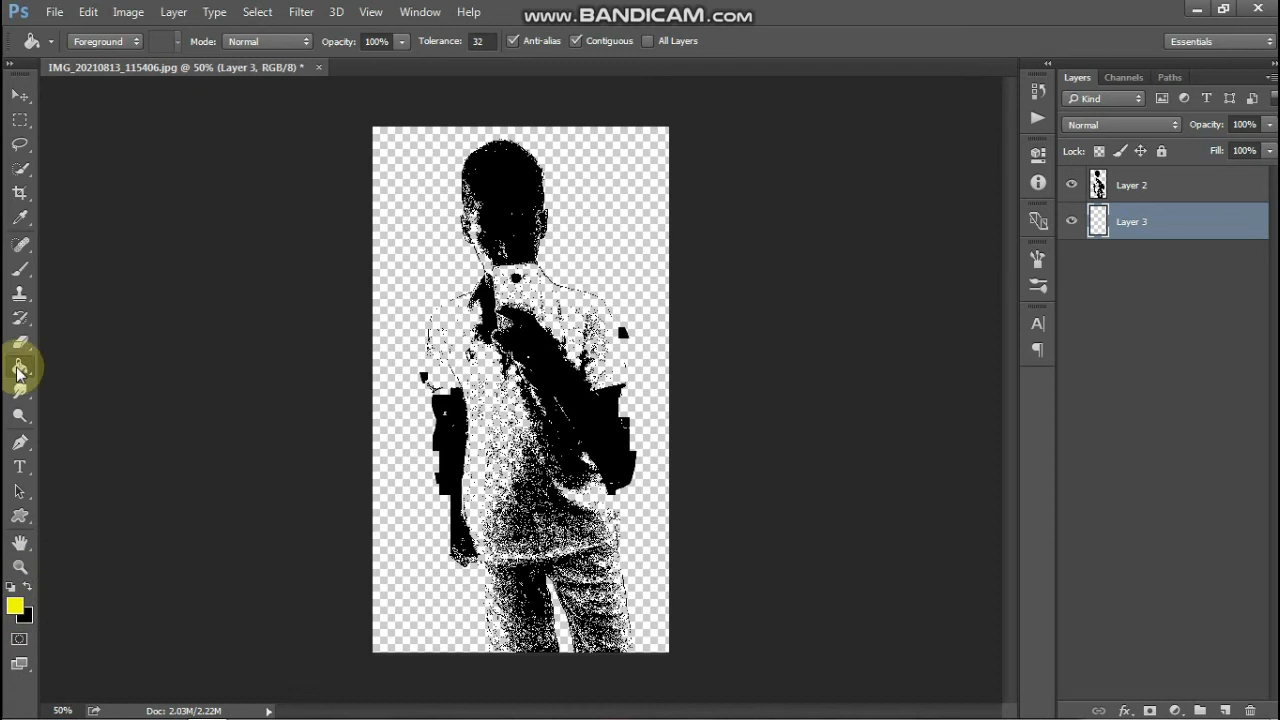 Ps File Edit Image Layer Type Select Filter 3D View Window Help
www.BANDICAM.com
Foreground Mode: Normal Opacity: 100% Tolerance: 32 Anti-alias Contiguous All Layers Essentials
IMG_20210813_115406.jpg @ 50% (Layer 3, RGB/8) * ×
Layers Channels Paths
Kind T
Normal Opacity: 100%
Lock: Fill: 100%
Layer 2
Layer 3
A|
T
50% Doc: 2.03M/2.22M
fx